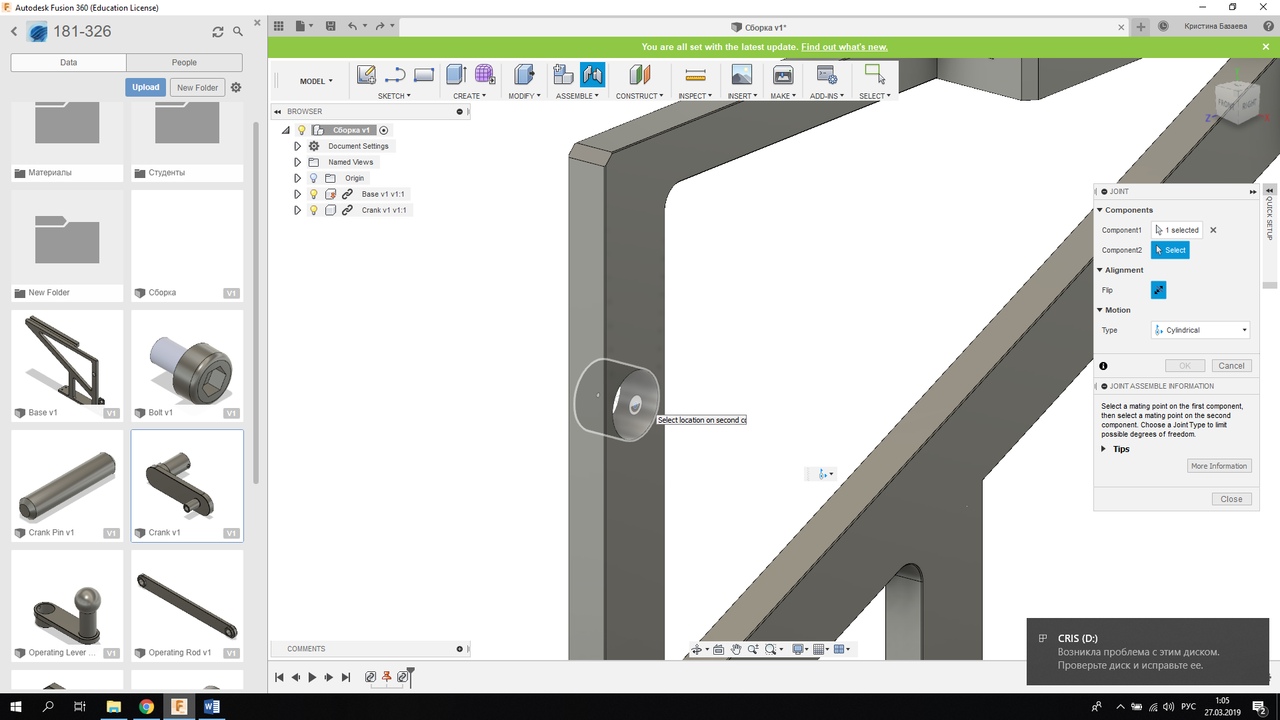 Autodesk Fusion 360 (Education License)
181-326
Data
People
Upload
New Folder
Материалы
Студенты
New Folder
Сборка
V1
Base v1
V1
Bolt v1
V1
Crank Pin v1
V1
Crank v1
V1
Operating Lever ...
V1
Operating Rod v1
V1
Сборка v1*
Кристина Базаева
You are all set with the latest update. Find out what's new.
MODEL
SKETCH
CREATE
MODIFY
ASSEMBLE
CONSTRUCT
INSPECT
INSERT
MAKE
ADD-INS
SELECT
BROWSER
Сборка v1
Document Settings
Named Views
Origin
Base v1 v1:1
Crank v1 v1:1
Select location on second co
FRONT
RIGHT
Z
X
JOINT
Components
Component1
1 selected
Component2
Select
Alignment
Flip
Motion
Type
Cylindrical
OK
Cancel
JOINT ASSEMBLE INFORMATION
Select a mating point on the first component,
then select a mating point on the second
component. Choose a Joint Type to limit
possible degrees of freedom.
Tips
More Information
Close
QUICK SETUP
COMMENTS
CRIS (D:)
Возникла проблема с этим диском.
Проверьте диск и исправьте ее.
РУС
1:05
27.03.2019
2